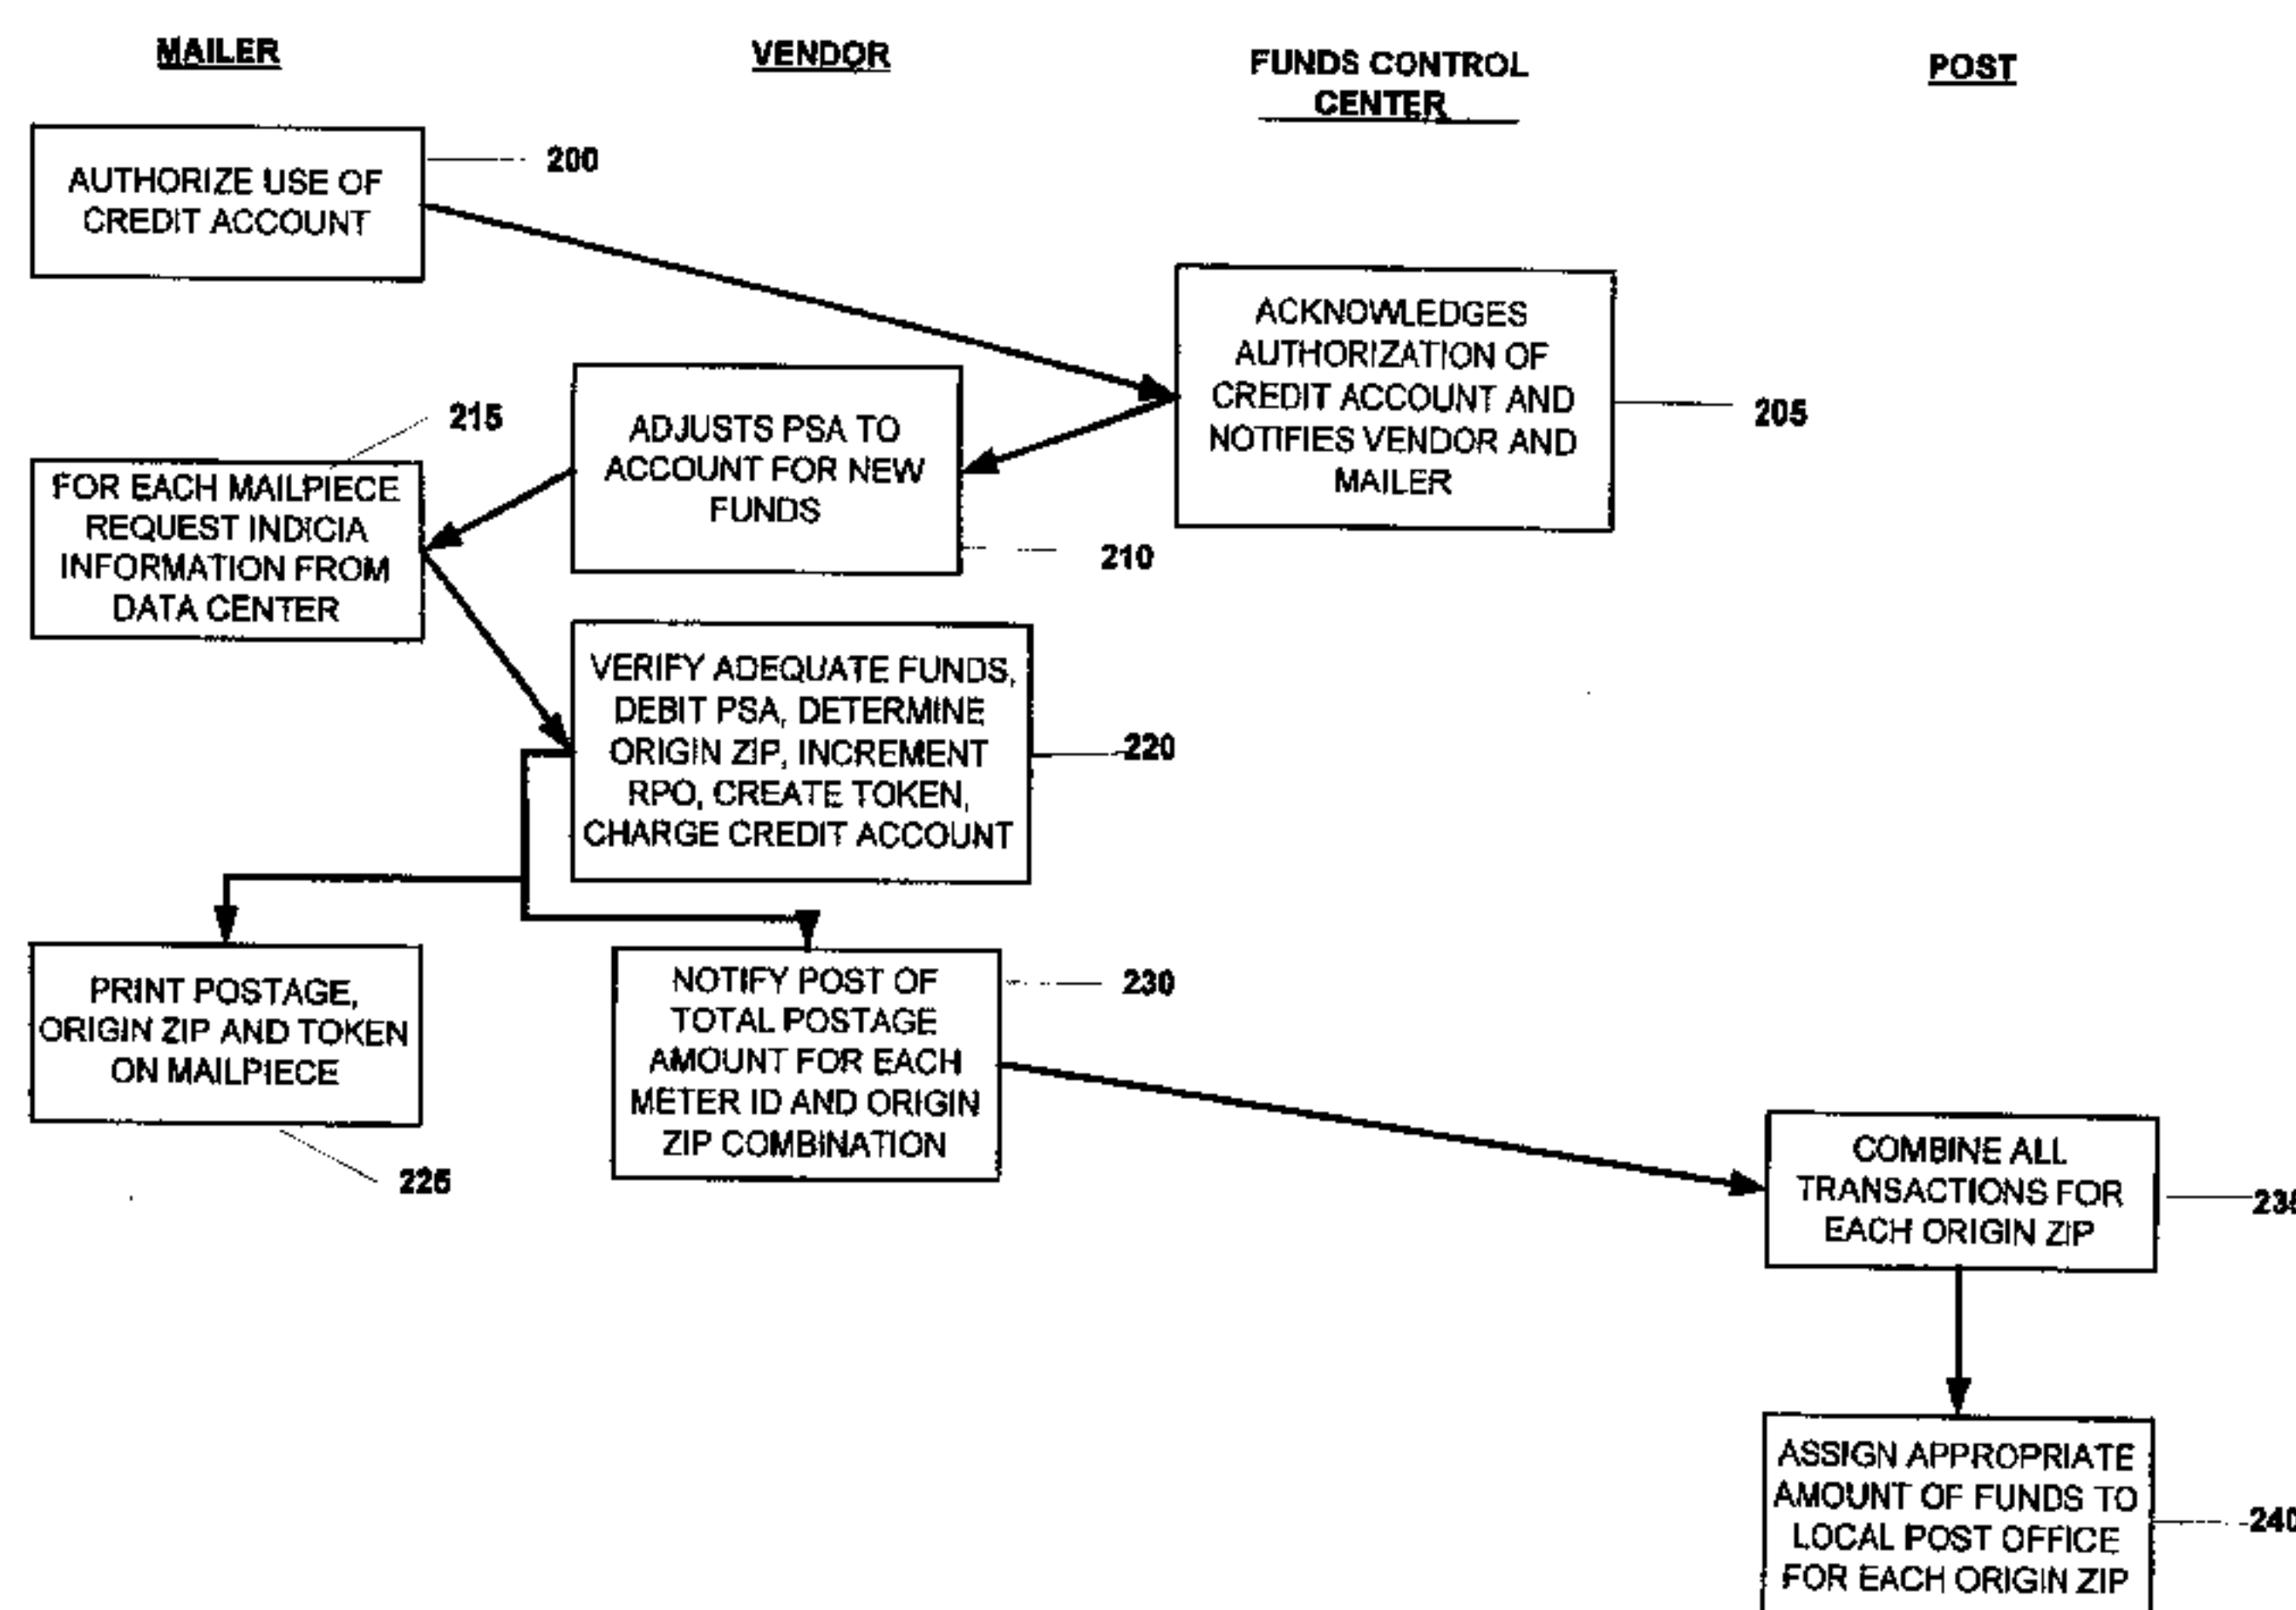 MAILER
VENDOR
FUNDS CONTROL
CENTER
POST
AUTHORIZE USE OF
CREDIT ACCOUNT
200
ACKNOWLEDGES
AUTHORIZATION OF
CREDIT ACCOUNT AND
NOTIFIES VENDOR AND
MAILER
205
ADJUSTS PSA TO
ACCOUNT FOR NEW
FUNDS
210
215
FOR EACH MAILPIECE
REQUEST INDICIA
INFORMATION FROM
DATA CENTER
VERIFY ADEQUATE FUNDS,
DEBIT PSA, DETERMINE
ORIGIN ZIP, INCREMENT
RPO, CREATE TOKEN,
CHARGE CREDIT ACCOUNT
220
PRINT POSTAGE,
ORIGIN ZIP AND TOKEN
ON MAILPIECE
225
NOTIFY POST OF
TOTAL POSTAGE
AMOUNT FOR EACH
METER ID AND ORIGIN
ZIP COMBINATION
230
COMBINE ALL
TRANSACTIONS FOR
EACH ORIGIN ZIP
235
ASSIGN APPROPRIATE
AMOUNT OF FUNDS TO
LOCAL POST OFFICE
FOR EACH ORIGIN ZIP
240